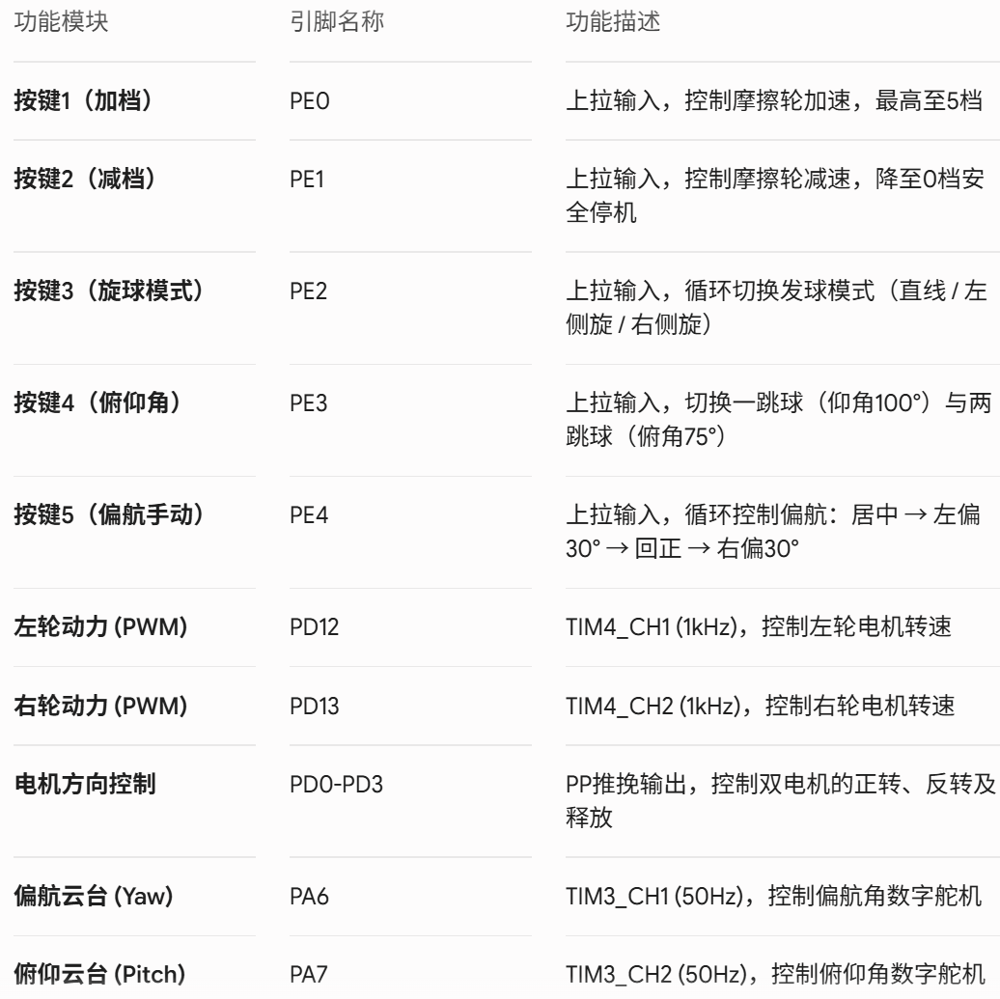 功能模块 引脚名称 功能描述
按键1（加档） PE0 上拉输入，控制摩擦轮加速，最高至5档
按键2（减档） PE1 上拉输入，控制摩擦轮减速，降至0档安
全停机
按键3（旋球模式） PE2 上拉输入，循环切换发球模式（直线 / 左
侧旋 / 右侧旋）
按键4（俯仰角） PE3 上拉输入，切换一跳球（仰角100°）与两
跳球（俯角75°）
按键5（偏航手动） PE4 上拉输入，循环控制偏航：居中 → 左偏
30° → 回正 → 右偏30°
左轮动力 (PWM) PD12 TIM4_CH1 (1kHz)，控制左轮电机转速
右轮动力 (PWM) PD13 TIM4_CH2 (1kHz)，控制右轮电机转速
电机方向控制 PD0-PD3 PP推挽输出，控制双电机的正转、反转及
释放
偏航云台 (Yaw) PA6 TIM3_CH1 (50Hz)，控制偏航角数字舵机
俯仰云台 (Pitch) PA7 TIM3_CH2 (50Hz)，控制俯仰角数字舵机